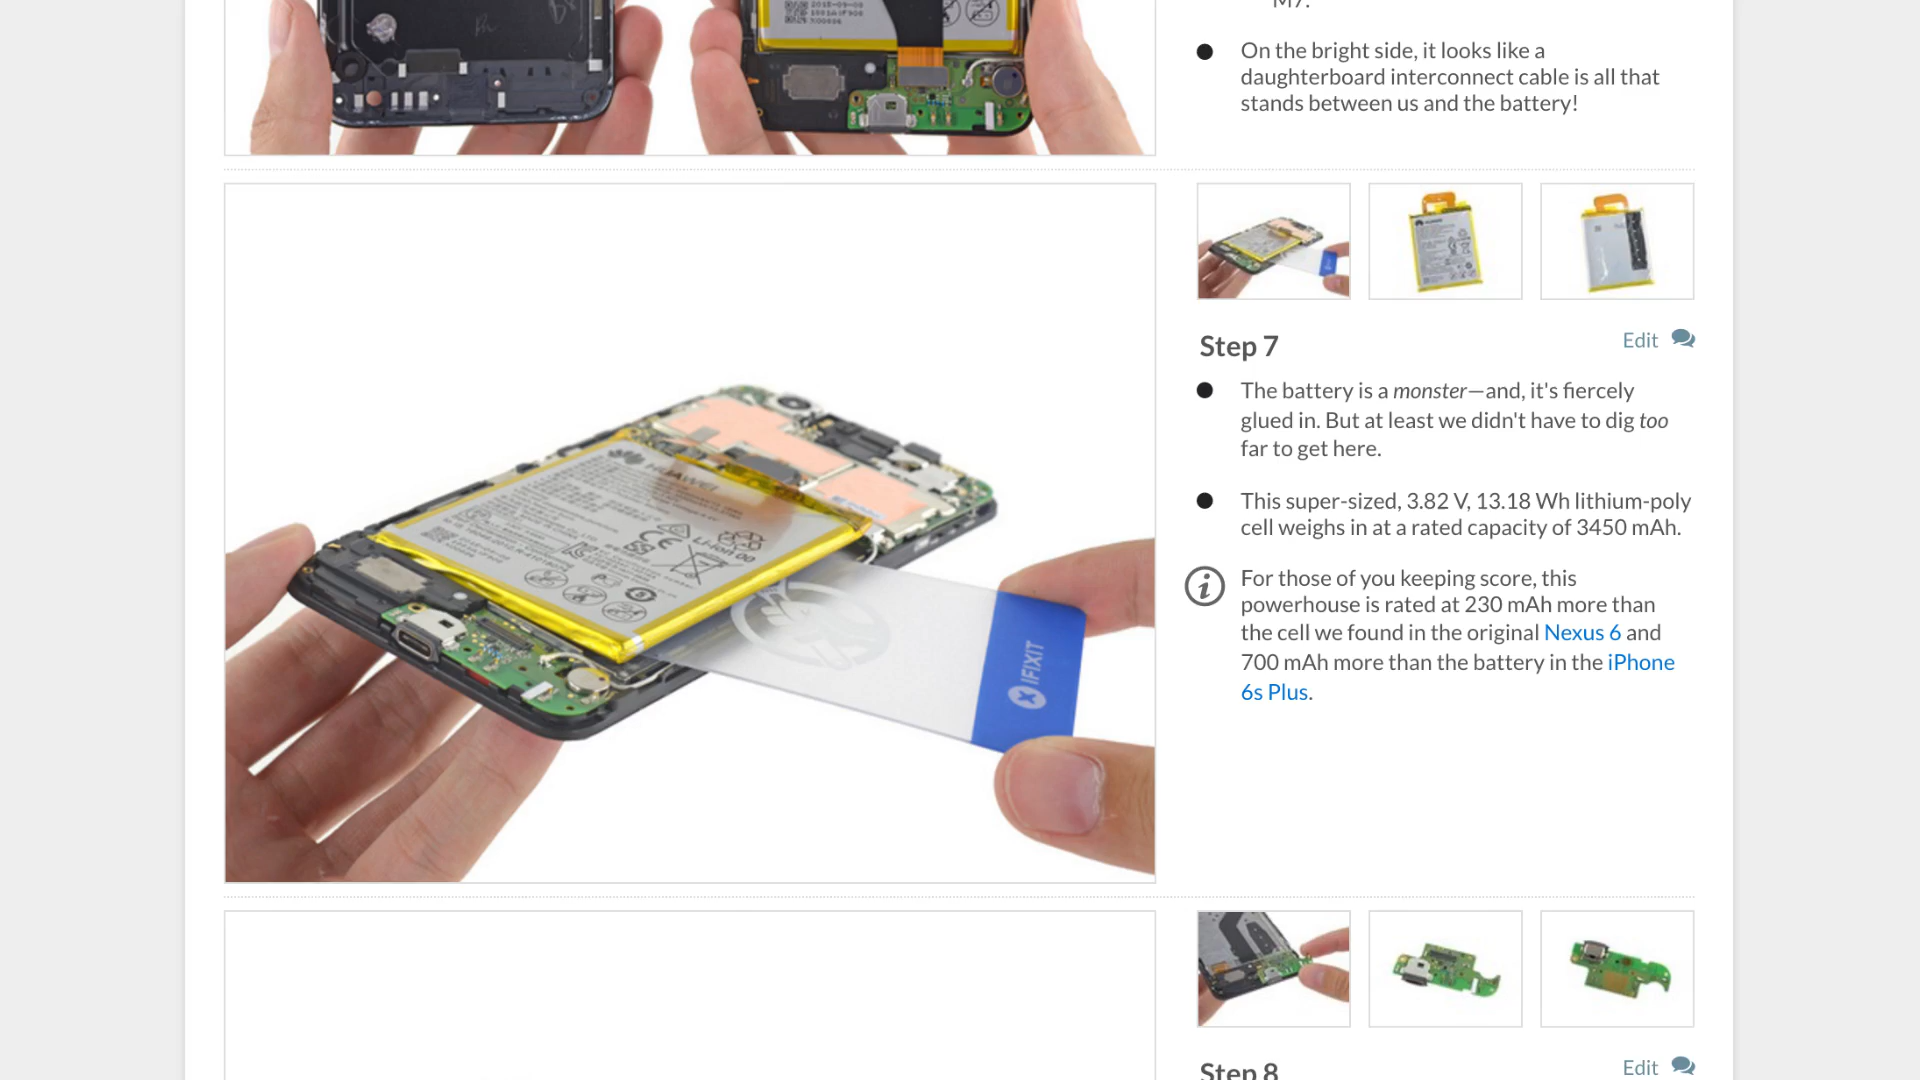 M7.
On the bright side, it looks like a
daughterboard interconnect cable is all that
stands between us and the battery!
Step 7
Edit
The battery is a monster—and, it's fiercely
glued in. But at least we didn't have to dig too
far to get here.
This super-sized, 3.82 V, 13.18 Wh lithium-poly
cell weighs in at a rated capacity of 3450 mAh.
For those of you keeping score, this
powerhouse is rated at 230 mAh more than
the cell we found in the original Nexus 6 and
700 mAh more than the battery in the iPhone
6s Plus.
HUAWEI
Li-ion 00
IFIXIT
Step 8
Edit